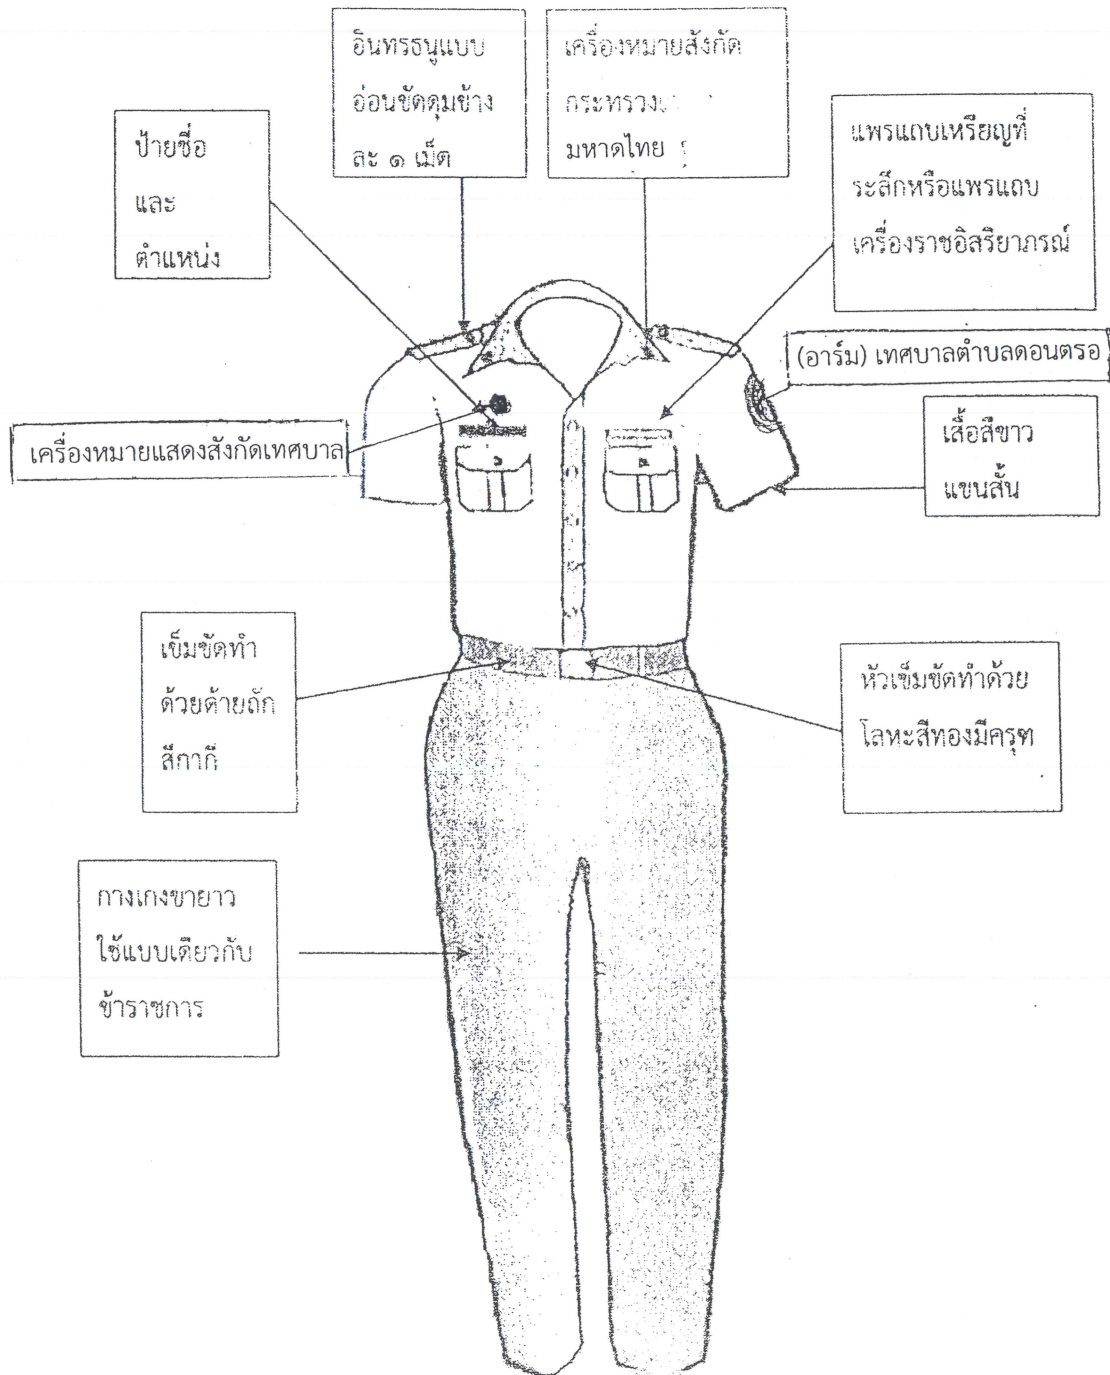 อินทรธนูแบบ
อ่อนขัดดุมข้าง
ละ ๑ เม็ด
เครื่องหมายสังกัด
กระทรวง
มหาดไทย
ป้ายชื่อ
และ
ตำแหน่ง
แพรแถบเหรียญที่
ระลึกหรือแพรแถบ
เครื่องราชอิสริยาภรณ์
(อาร์ม) เทศบาลตำบลดอนตรอ
เครื่องหมายแสดงสังกัดเทศบาล
เสื้อสีขาว
แขนสั้น
เข็มขัดทำ
ด้วยด้ายถัก
สีกากี
หัวเข็มขัดทำด้วย
โลหะสีทองมีครุฑ
กางเกงขายาว
ใช้แบบเดียวกับ
ข้าราชการ